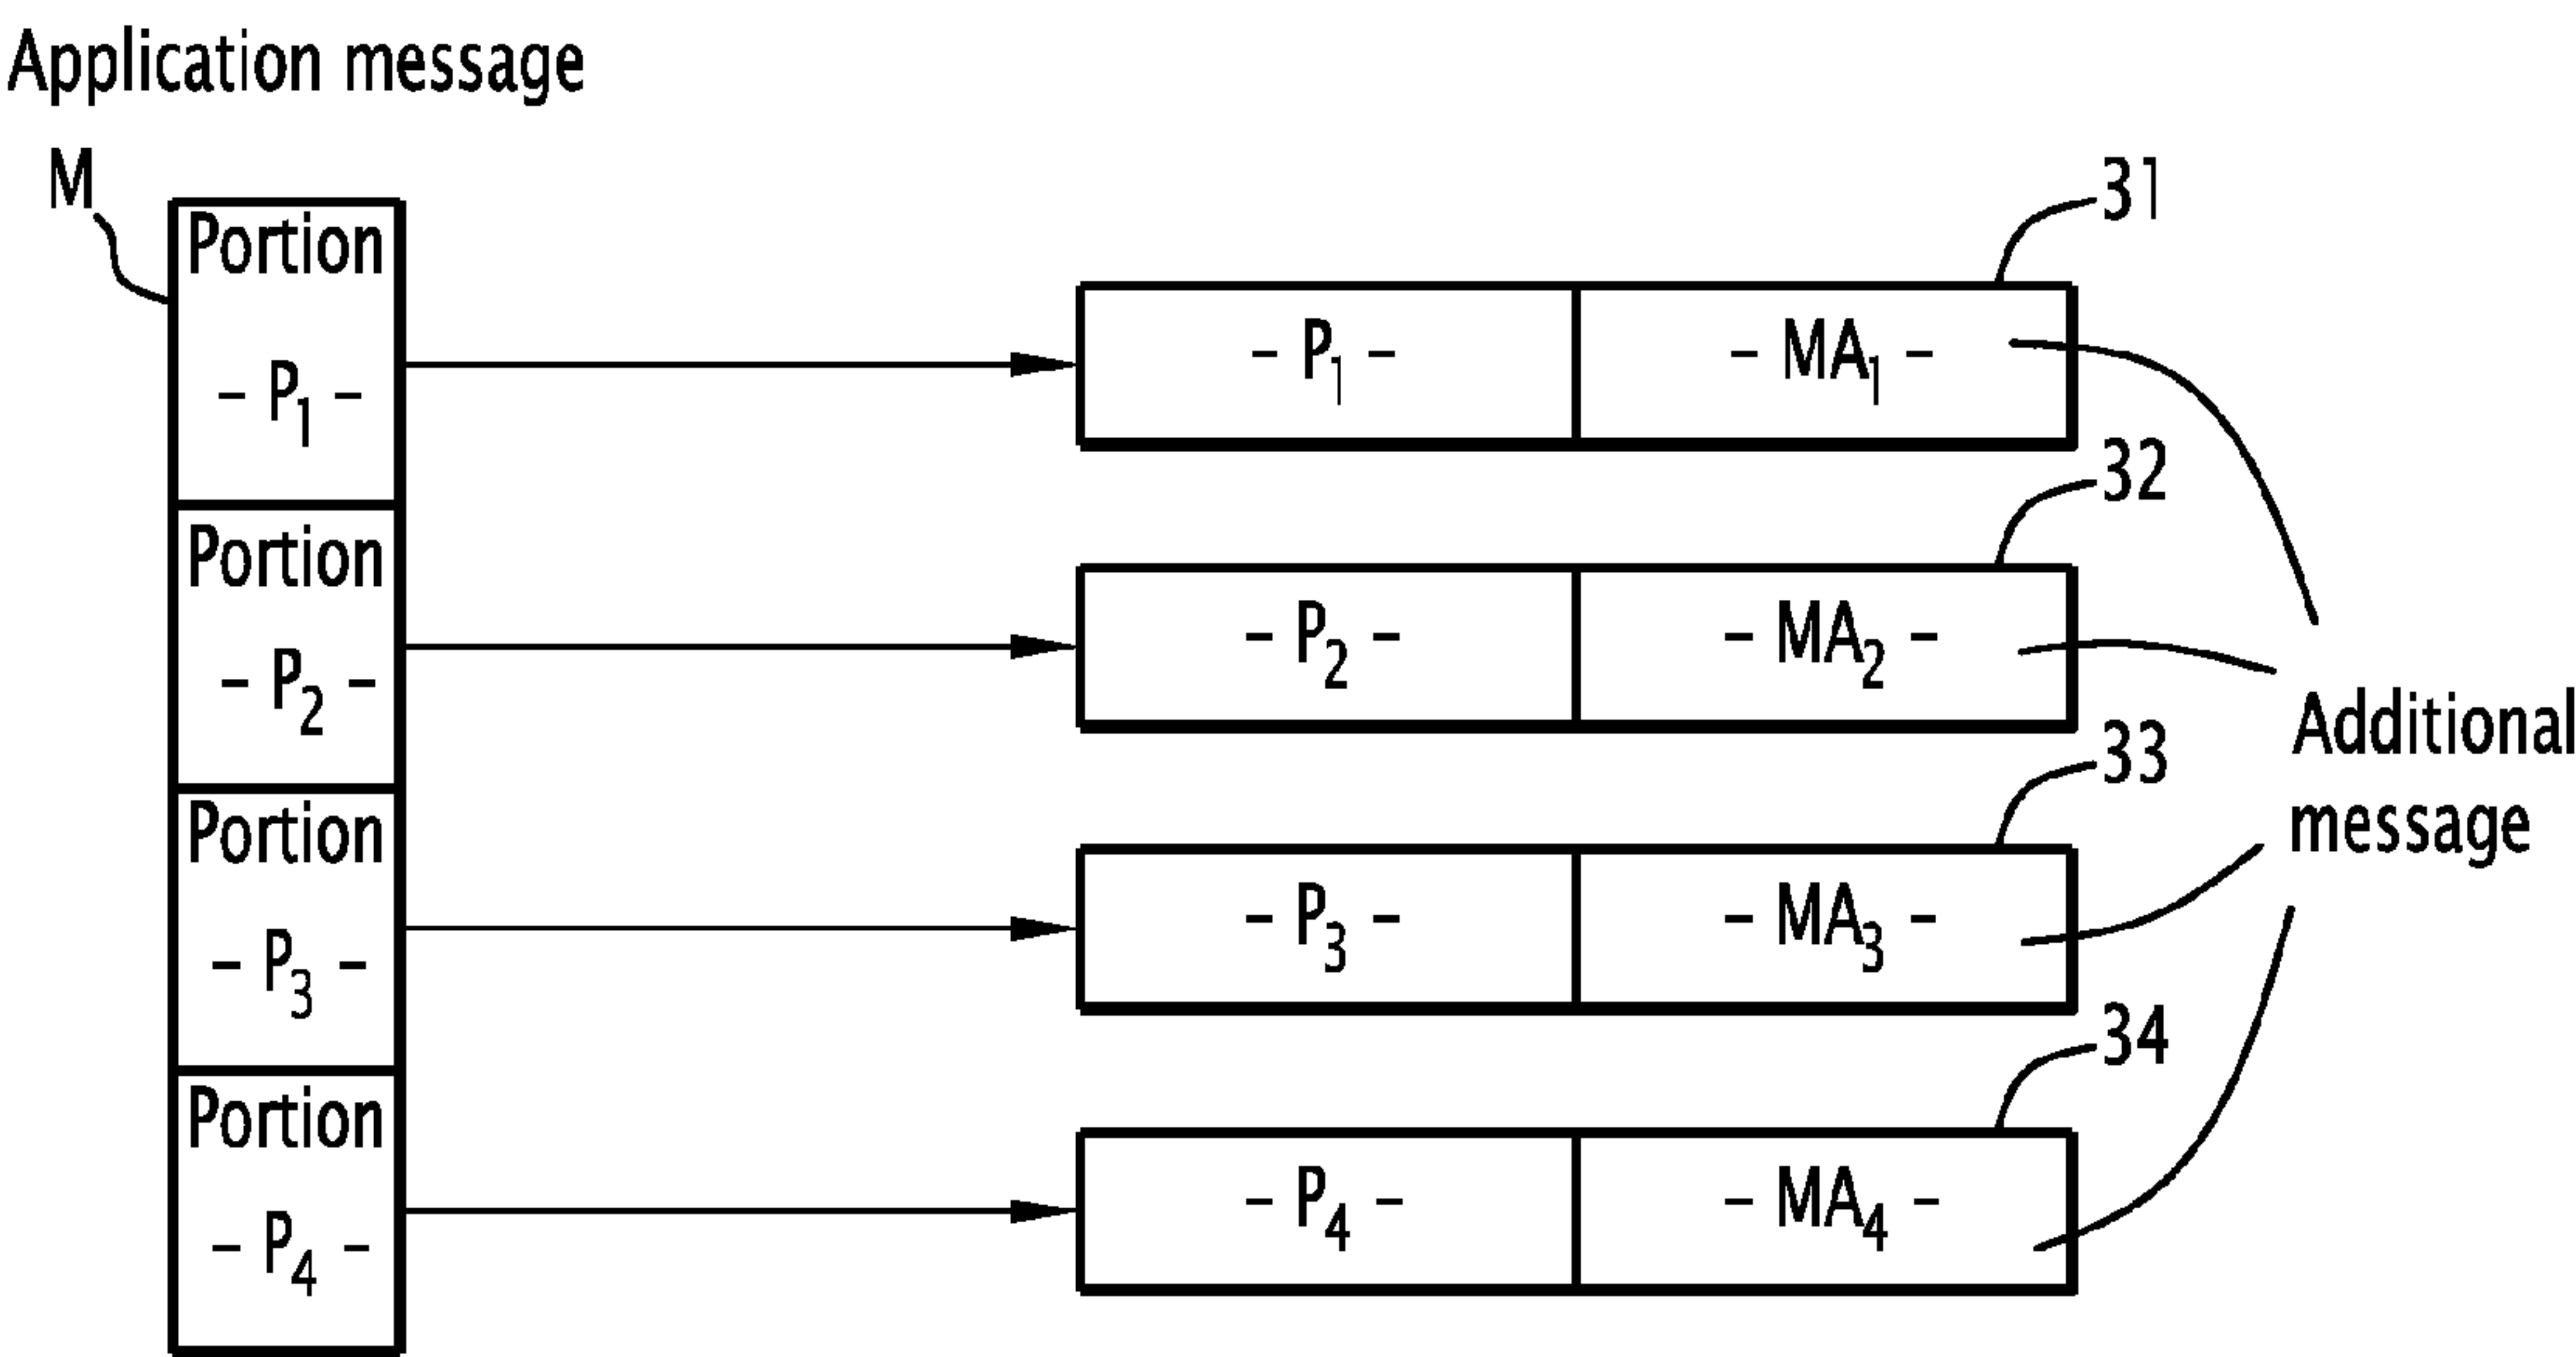 Application message
M
Portion
– P1 –
Portion
– P2 –
Portion
– P3 –
Portion
– P4 –
31
– P1 – – MA1 –
32
– P2 – – MA2 –
33
– P3 – – MA3 –
34
– P4 – – MA4 –
Additional
message